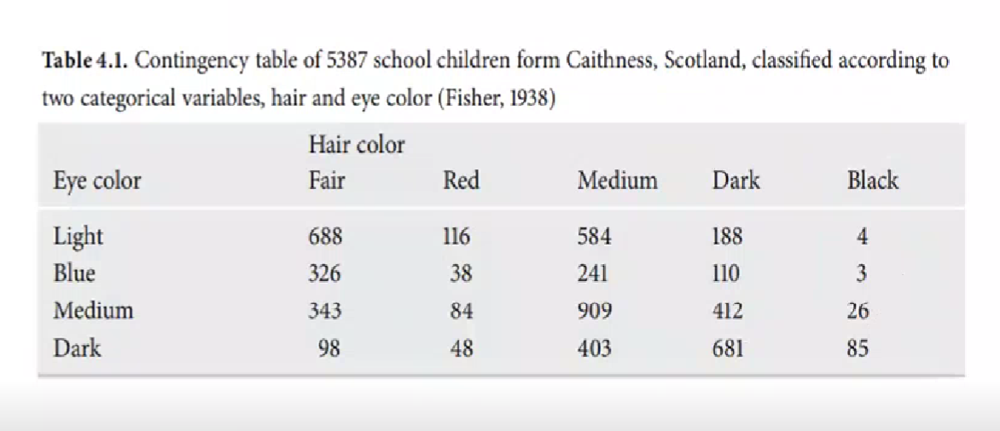 Table 4.1. Contingency table of 5387 school children form Caithness, Scotland, classified according to
two categorical variables, hair and eye color (Fisher, 1938)
Hair color
Eye color Fair Red Medium Dark Black
Light 688 116 584 188 4
Blue 326 38 241 110 3
Medium 343 84 909 412 26
Dark 98 48 403 681 85